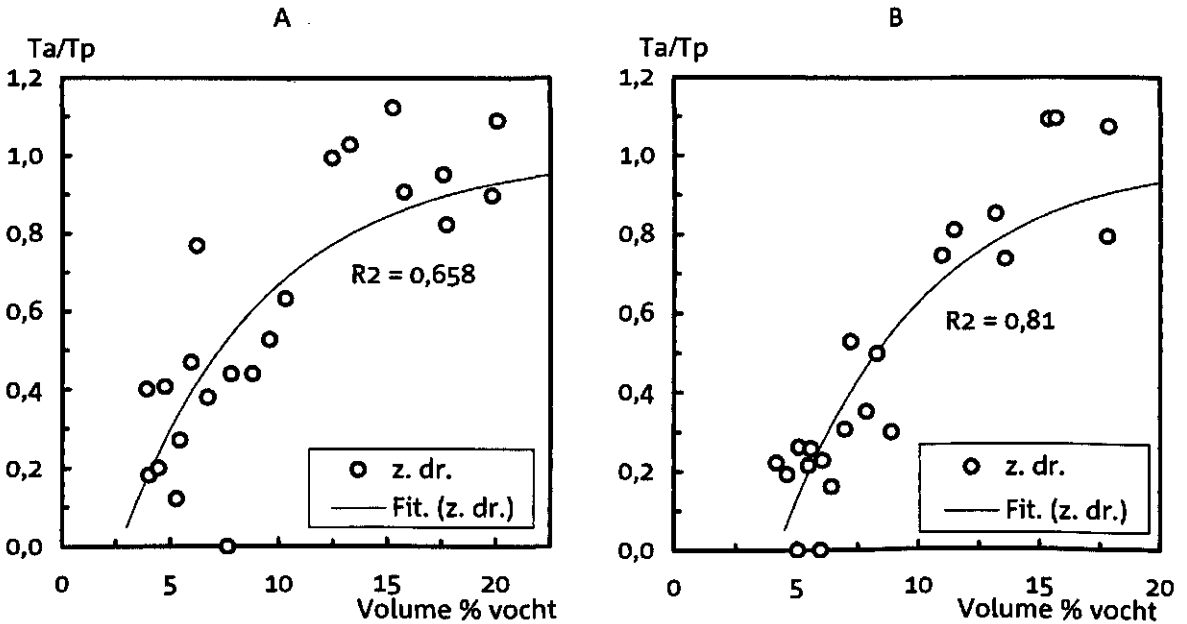 A
Ta/Tp
1,2
1,0
0,8
0,6
0,4
0,2
0,0
0 5 10 15 20
Volume % vocht
R2 = 0,658
z. dr.
Fit. (z. dr.)
B
Ta/Tp
1,2
1,0
0,8
0,6
0,4
0,2
0,0
0 5 10 15 20
Volume % vocht
R2 = 0,81
z. dr.
Fit. (z. dr.)